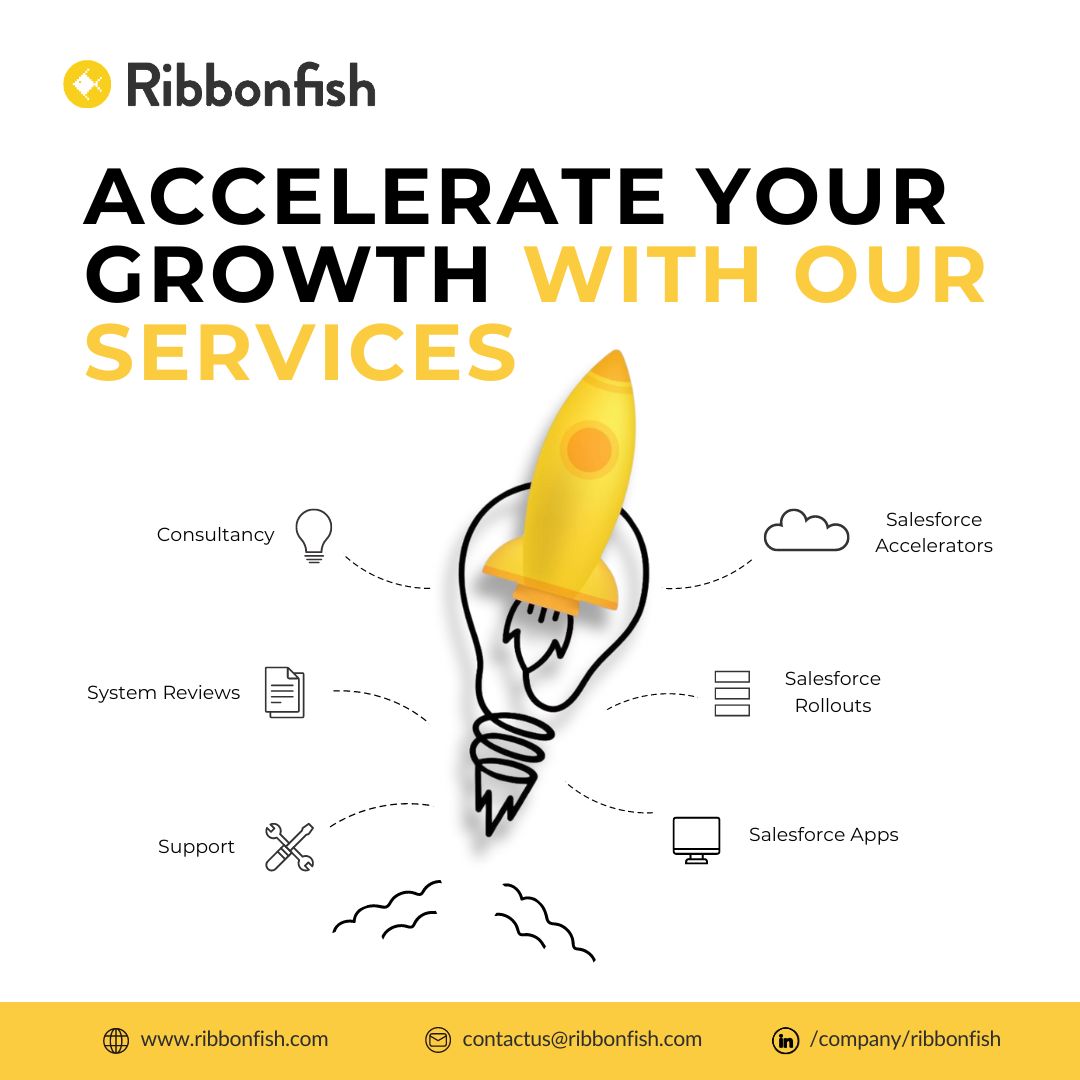 Ribbonfish
ACCELERATE YOUR
GROWTH WITH OUR
SERVICES
Consultancy
Salesforce
Accelerators
System Reviews
Salesforce
Rollouts
Support
Salesforce Apps
www.ribbonfish.com
contactus@ribbonfish.com
in
/company/ribbonfish